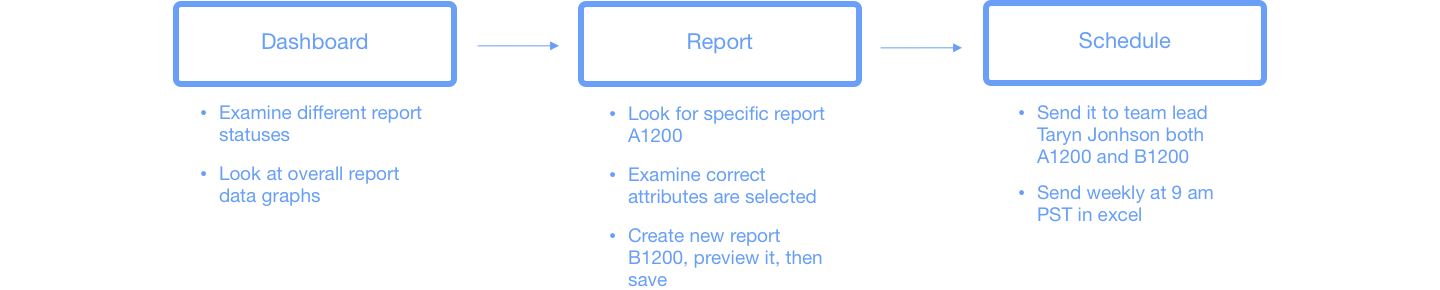 Dashboard
• Examine different report
statuses
• Look at overall report
data graphs
Report
• Look for specific report
A1200
• Examine correct
attributes are selected
• Create new report
B1200, preview it, then
save
Schedule
• Send it to team lead
Taryn Jonhson both
A1200 and B1200
• Send weekly at 9 am
PST in excel